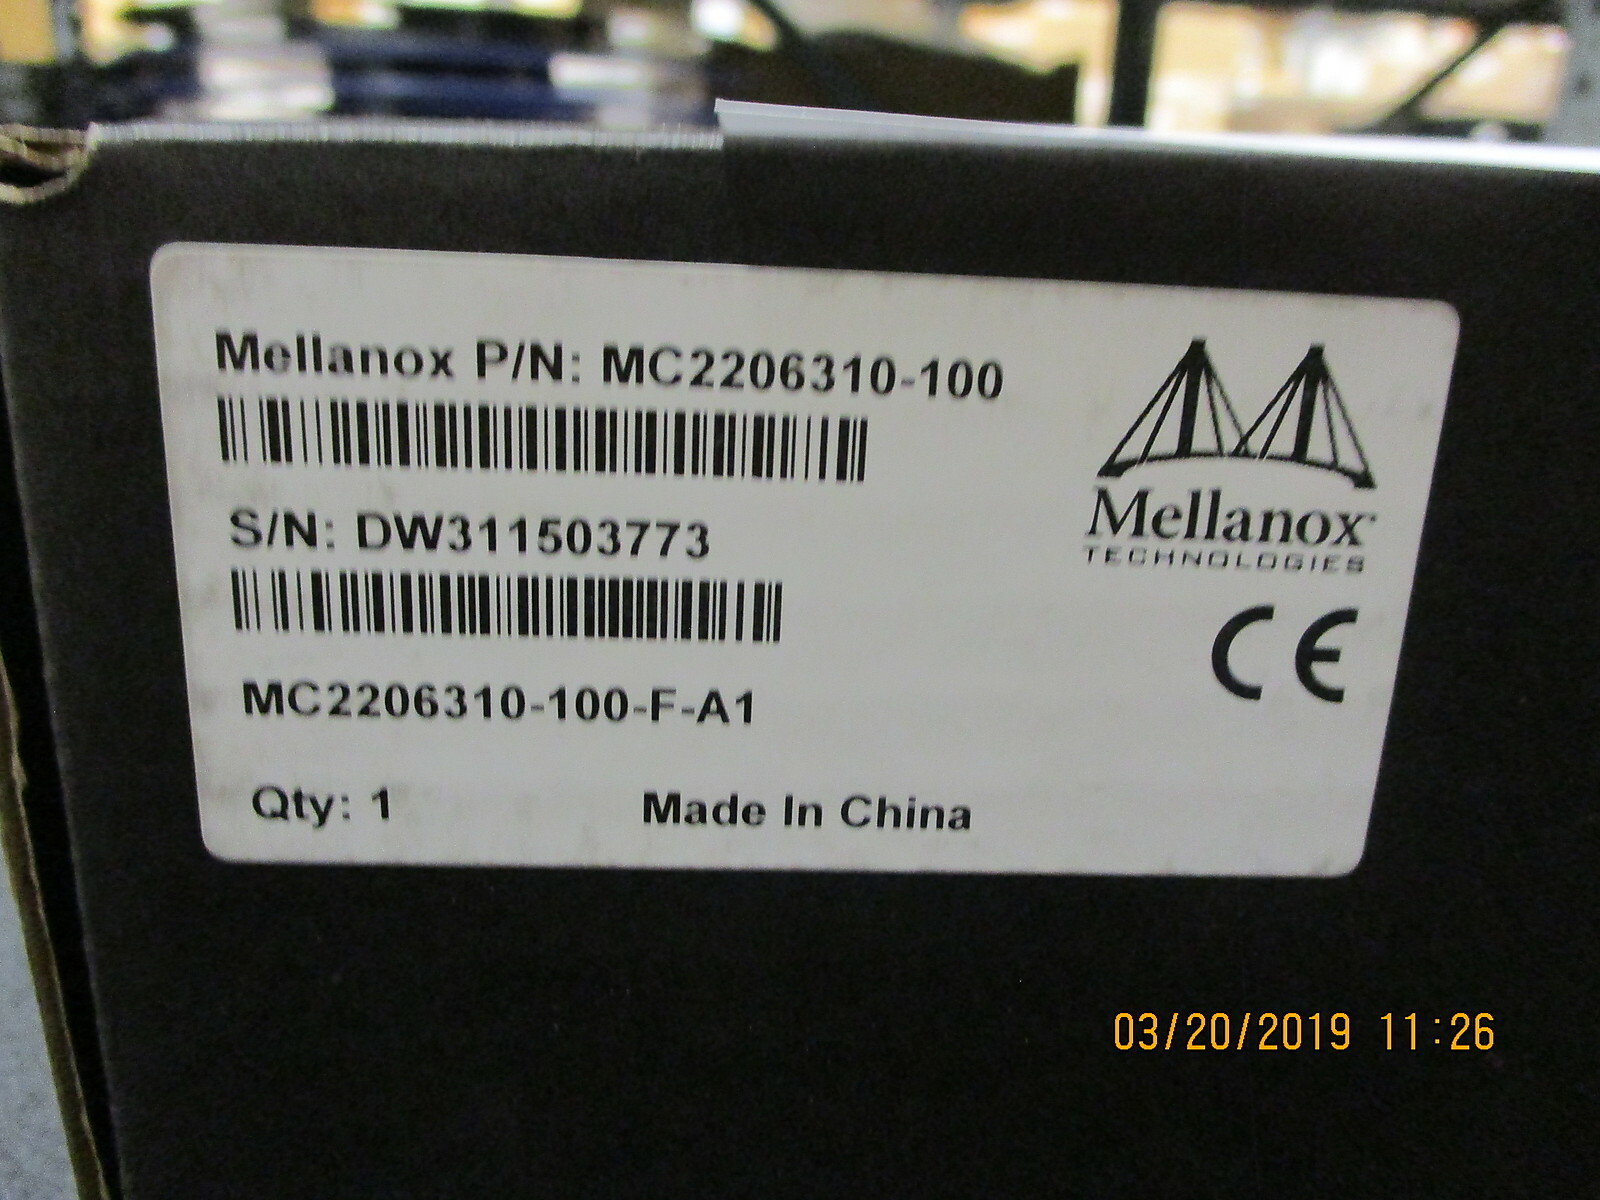 Mellanox P/N: MC2206310-100
S/N: DW311503773
MC2206310-100-F-A1
Qty: 1 Made In China
Mellanox
TECHNOLOGIES
CE
03/20/2019 11:26